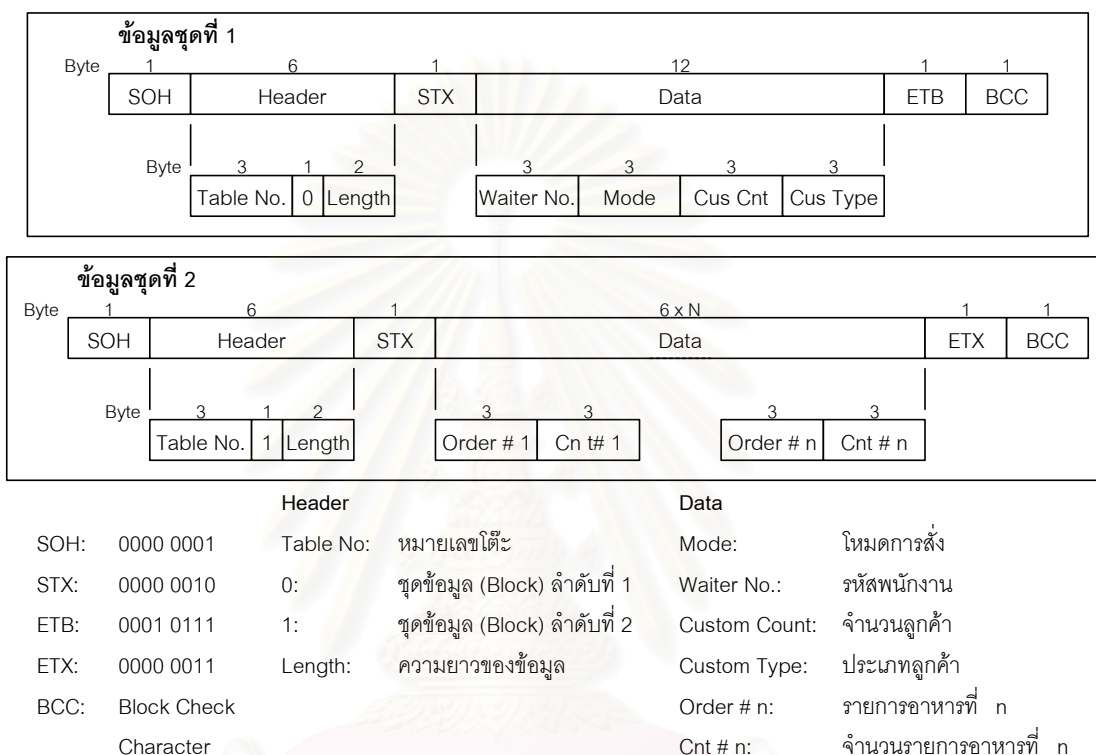 ข้อมูลชุดที่ 1
Byte 1 6 1 12 1 1
SOH Header STX Data ETB BCC
Byte 3 1 2 3 3 3 3
Table No. 0 Length Waiter No. Mode Cus Cnt Cus Type
ข้อมูลชุดที่ 2
Byte 1 6 1 6 x N 1 1
SOH Header STX Data ETX BCC
Byte 3 1 2 3 3 3 3
Table No. 1 Length Order # 1 Cn t# 1 Order # n Cnt # n
Header Data
SOH: 0000 0001 Table No: หมายเลขโต๊ะ Mode: โหมดการสั่ง
STX: 0000 0010 0: ชุดข้อมูล (Block) ลำดับที่ 1 Waiter No.: รหัสพนักงาน
ETB: 0001 0111 1: ชุดข้อมูล (Block) ลำดับที่ 2 Custom Count: จำนวนลูกค้า
ETX: 0000 0011 Length: ความยาวของข้อมูล Custom Type: ประเภทลูกค้า
BCC: Block Check Order # n: รายการอาหารที่ n
Character Cnt # n: จำนวนรายการอาหารที่ n